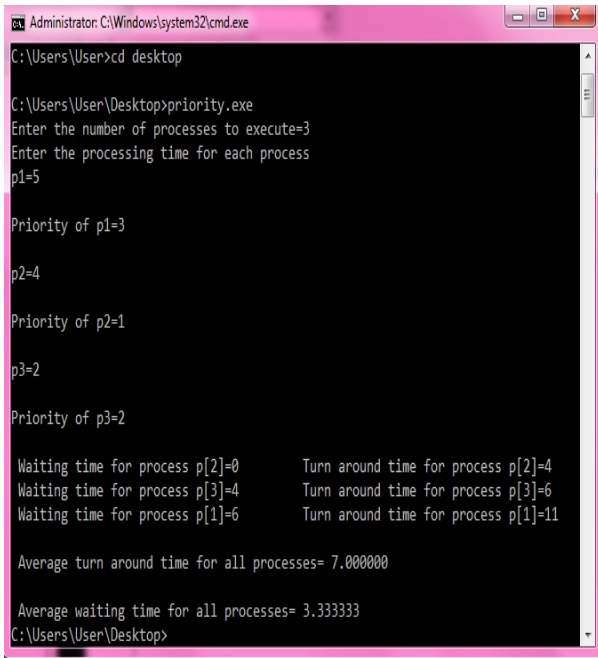 Administrator: C:\Windows\system32\cmd.exe
C:\Users\User>cd desktop
C:\Users\User\Desktop>priority.exe
Enter the number of processes to execute=3
Enter the processing time for each process
p1=5
Priority of p1=3
p2=4
Priority of p2=1
p3=2
Priority of p3=2
Waiting time for process p[2]=0 Turn around time for process p[2]=4
Waiting time for process p[3]=4 Turn around time for process p[3]=6
Waiting time for process p[1]=6 Turn around time for process p[1]=11
Average turn around time for all processes= 7.000000
Average waiting time for all processes= 3.333333
C:\Users\User\Desktop>